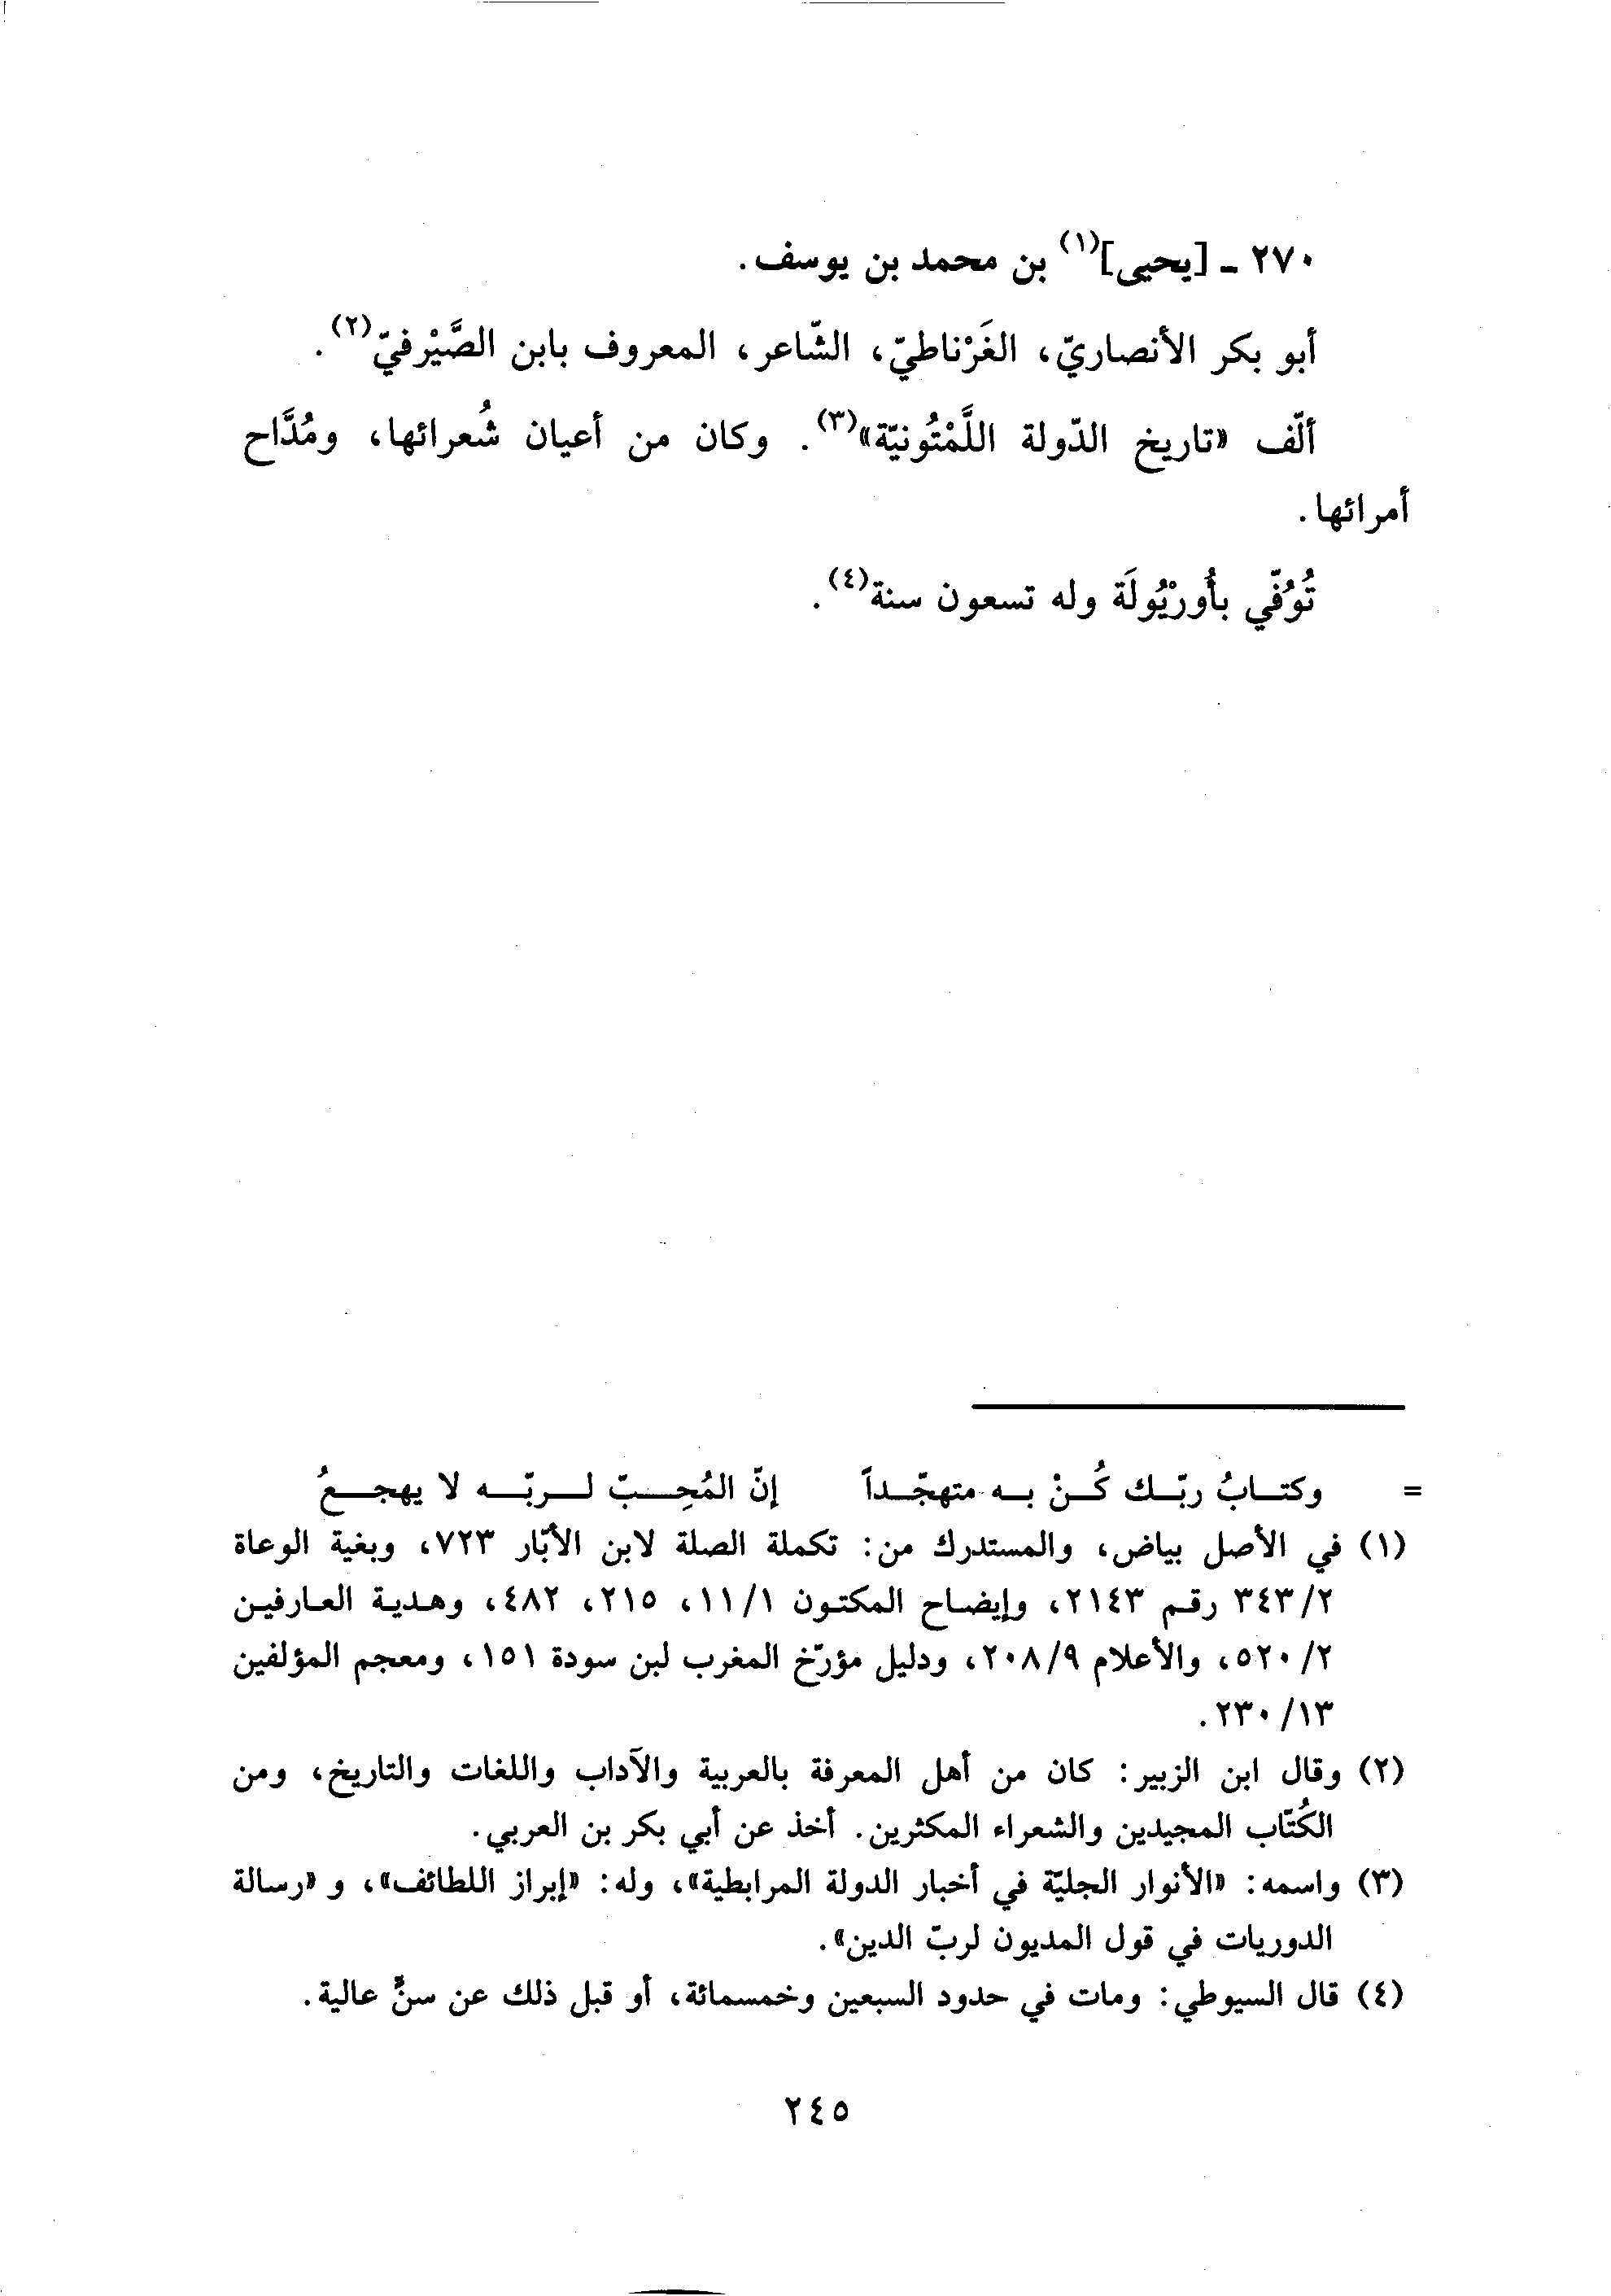 ٢٧٠ - [يحيى](١) بن محمد بن يوسف.
أبو بكر الأنصاريّ، الغَرْناطيّ، الشّاعر، المعروف بابن الصَّيْرفيّ(٢).
ألّف «تاريخ الدّولة اللَّمْتُونيّة»(٣). وكان من أعيان شُعرائها، ومُدَّاح
أمرائها.
تُوُفّي بأُورْيُولَة وله تسعون سنة(٤).
= وكتابُ ربّك كُنْ به متهجّداً إنّ المُحِبّ لربّه لا يهجعُ
(١) في الأصل بياض، والمستدرك من: تكملة الصلة لابن الأبّار ٧٢٣، وبغية الوعاة
٢/٣٤٣ رقم ٢١٤٣، وإيضاح المكتون ١/١١، ٢١٥، ٤٨٢، وهدية العارفين
٢/٥٢٠، والأعلام ٩/٢٠٨، ودليل مؤرّخ المغرب لبن سودة ١٥١، ومعجم المؤلفين
١٣/٢٣٠.
(٢) وقال ابن الزبير: كان من أهل المعرفة بالعربية والآداب واللغات والتاريخ، ومن
الكُتّاب المجيدين والشعراء المكثرين. أخذ عن أبي بكر بن العربي.
(٣) واسمه: «الأنوار الجليّة في أخبار الدولة المرابطية»، وله: «إبراز اللطائف»، و «رسالة
الدوريات في قول المديون لربّ الدين».
(٤) قال السيوطي: ومات في حدود السبعين وخمسمائة، أو قبل ذلك عن سنٍّ عالية.
٢٤٥